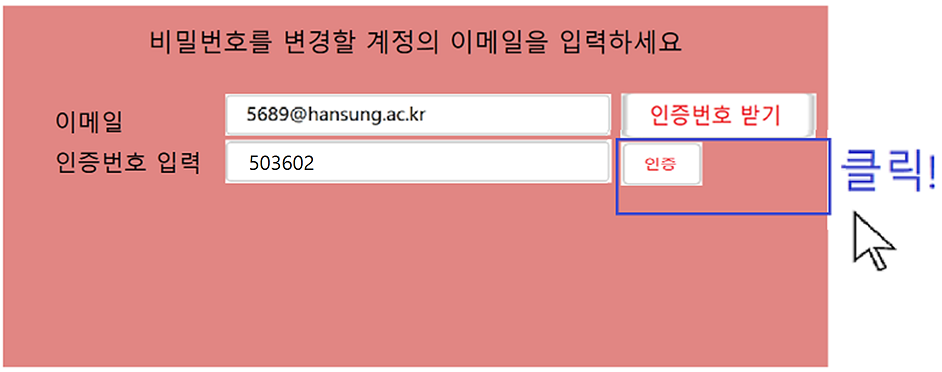 비밀번호를 변경할 계정의 이메일을 입력하세요
이메일 5689@hansung.ac.kr 인증번호 받기
인증번호 입력 503602 인증 클릭!